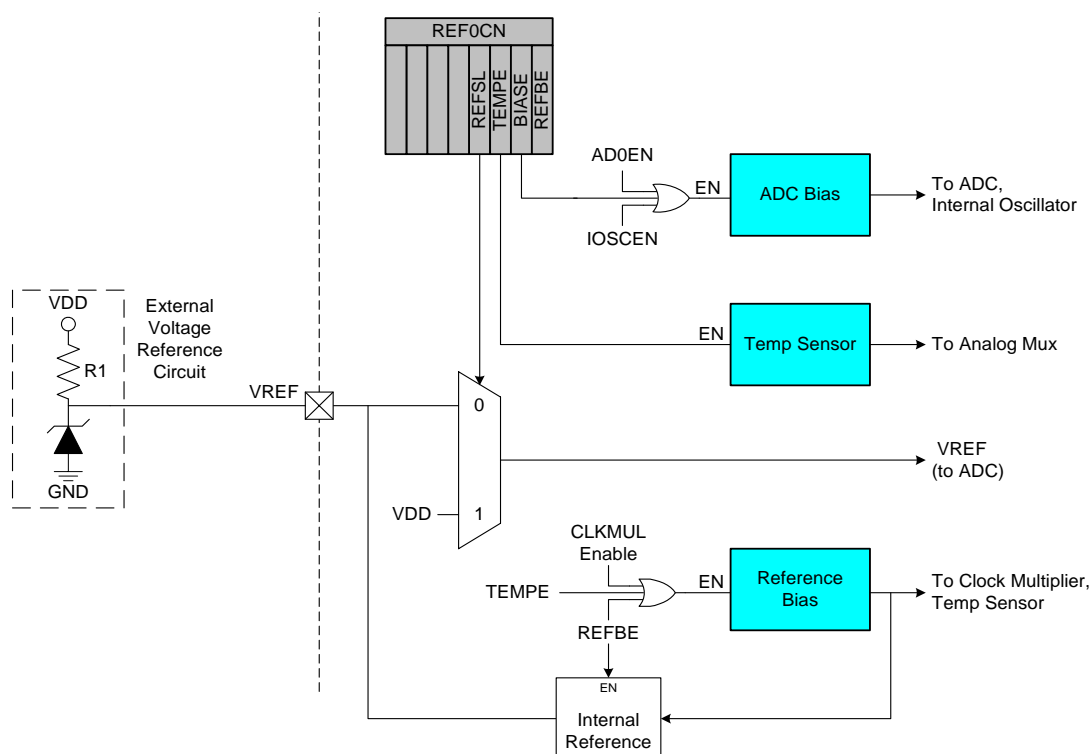 REF0CN
REFSL
TEMPE
BIASE
REFBE
AD0EN
IOSCEN
EN
ADC Bias
To ADC,
Internal Oscillator
EN
Temp Sensor
To Analog Mux
VDD
R1
GND
External
Voltage
Reference
Circuit
VREF
0
VDD
1
VREF
(to ADC)
CLKMUL
Enable
TEMPE
REFBE
EN
Reference
Bias
To Clock Multiplier,
Temp Sensor
EN
Internal
Reference